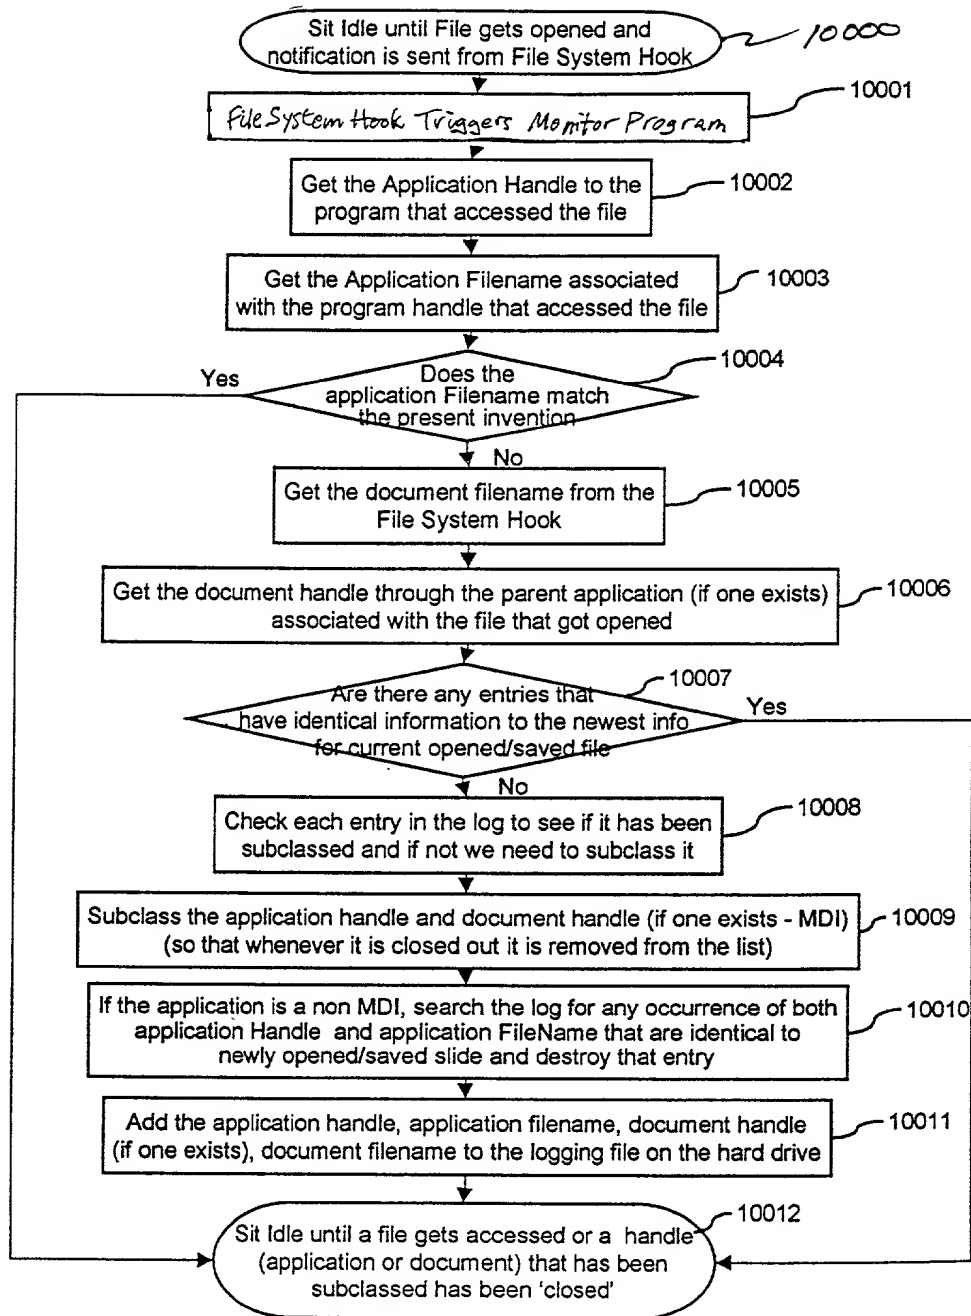 Sit Idle until File gets opened and
notification is sent from File System Hook
10000
File System Hook Triggers Monitor Program
10001
Get the Application Handle to the
program that accessed the file
10002
Get the Application Filename associated
with the program handle that accessed the file
10003
Does the
application Filename match
the present invention
10004
Yes
No
Get the document filename from the
File System Hook
10005
Get the document handle through the parent application (if one exists)
associated with the file that got opened
10006
Are there any entries that
have identical information to the newest info
for current opened/saved file
10007
Yes
No
Check each entry in the log to see if it has been
subclassed and if not we need to subclass it
10008
Subclass the application handle and document handle (if one exists - MDI)
(so that whenever it is closed out it is removed from the list)
10009
If the application is a non MDI, search the log for any occurrence of both
application Handle and application FileName that are identical to
newly opened/saved slide and destroy that entry
10010
Add the application handle, application filename, document handle
(if one exists), document filename to the logging file on the hard drive
10011
Sit Idle until a file gets accessed or a handle
(application or document) that has been
subclassed has been 'closed'
10012